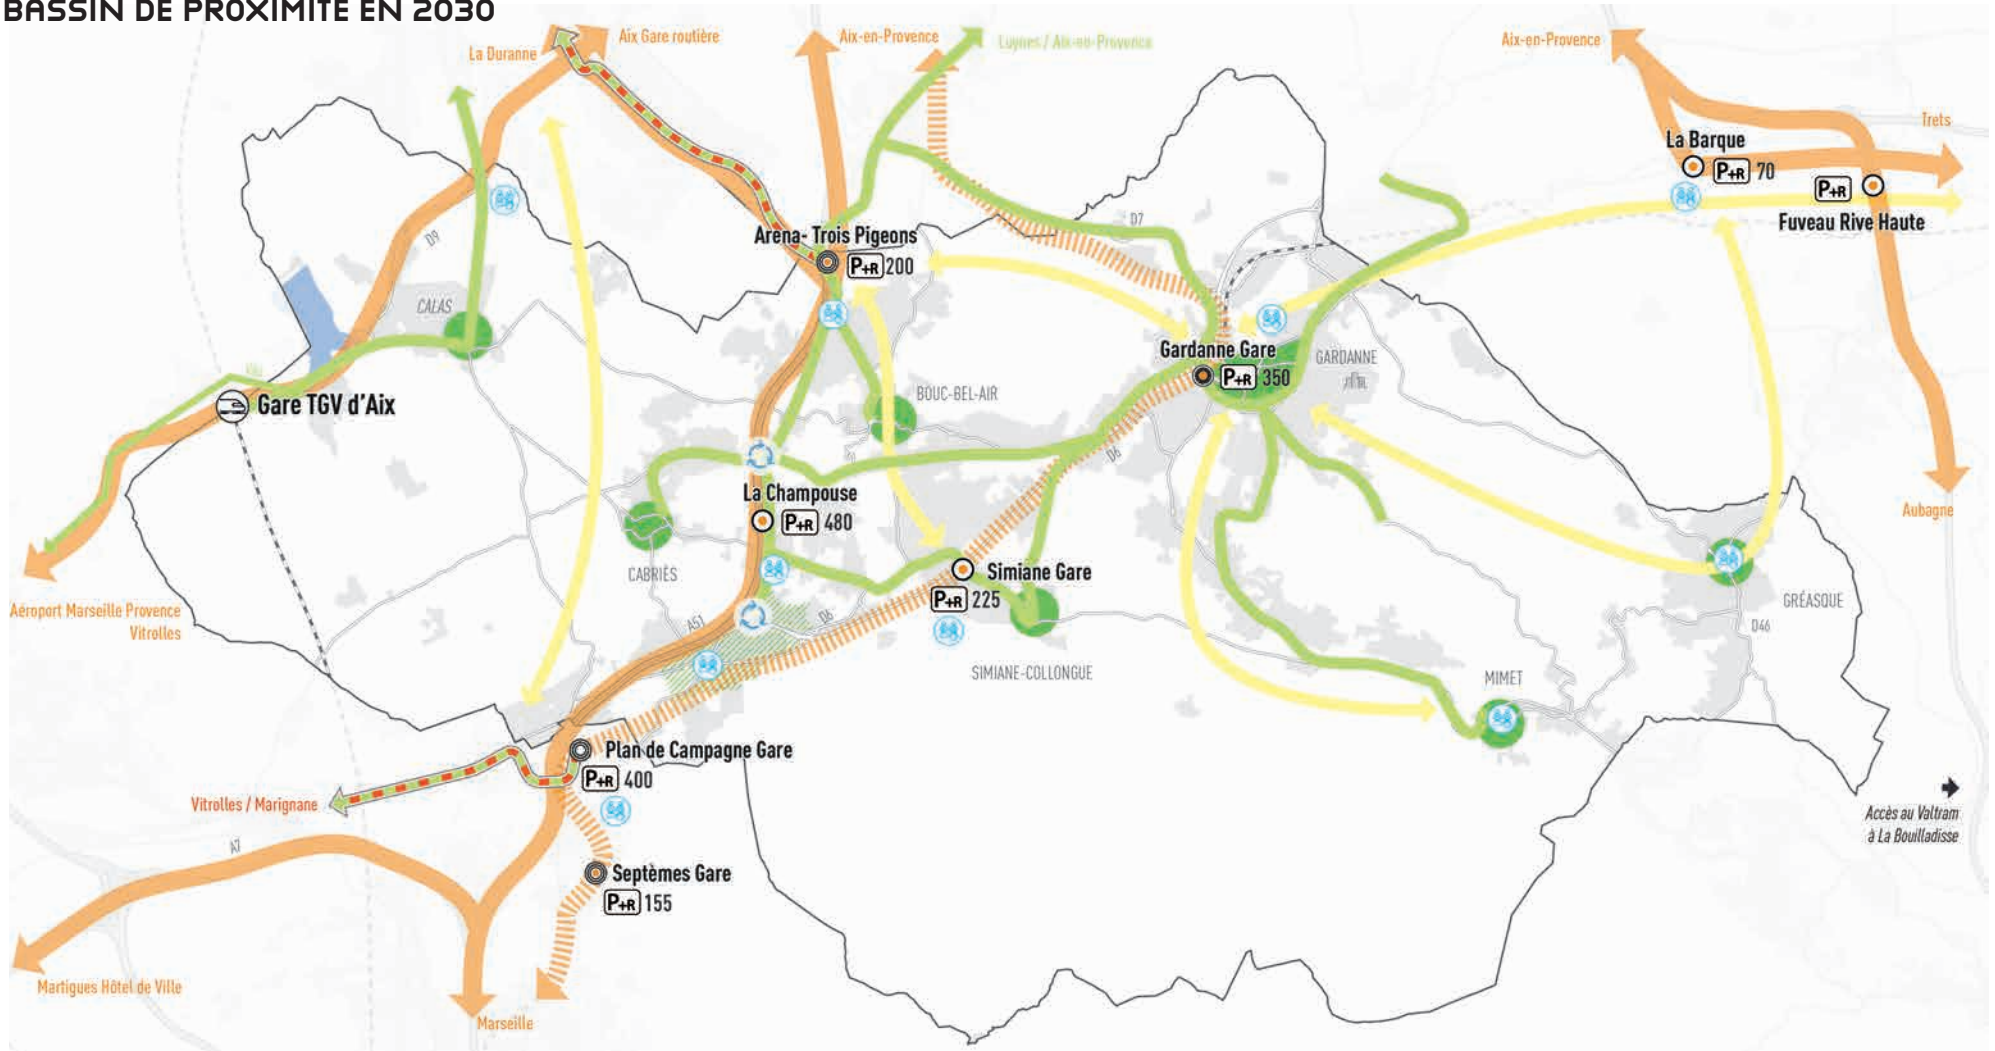 BASSIN DE PROXIMITÉ EN 2030
La Duranne
Aix Gare routière
Aix-en-Provence
Luynes / Aix-en-Provence
Aix-en-Provence
Trets
La Barque
P+R 70
P+R
Fuveau Rive Haute
D7
D9
Arena- Trois Pigeons
P+R 200
CALAS
Gardanne Gare
P+R 350
GARDANNE
Gare TGV d'Aix
BOUC-BEL-AIR
D6
La Champouse
P+R 480
Aubagne
CABRIÈS
Simiane Gare
P+R 225
Aéroport Marseille Provence
Vitrolles
A51
D6
GRÉASQUE
D46
SIMIANE-COLLONGUE
MIMET
Plan de Campagne Gare
P+R 400
Vitrolles / Marignane
Accès au Valtram
à La Bouilladisse
A7
Septèmes Gare
P+R 155
Martigues Hôtel de Ville
Marseille